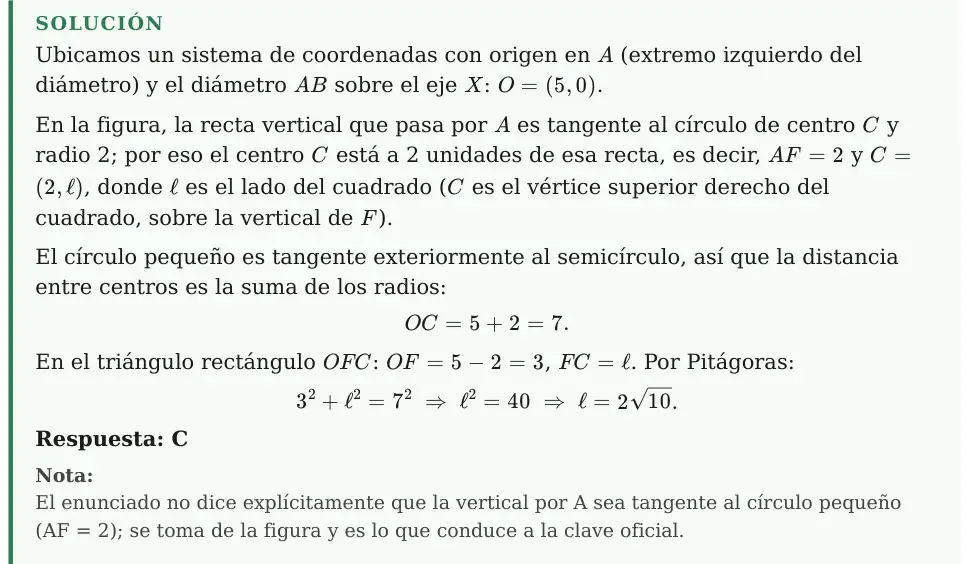 SOLUCIÓN
Ubicamos un sistema de coordenadas con origen en A (extremo izquierdo del
diámetro) y el diámetro AB sobre el eje X: O = (5, 0).
En la figura, la recta vertical que pasa por A es tangente al círculo de centro C y
radio 2; por eso el centro C está a 2 unidades de esa recta, es decir, AF = 2 y C =
(2, ℓ), donde ℓ es el lado del cuadrado (C es el vértice superior derecho del
cuadrado, sobre la vertical de F).
El círculo pequeño es tangente exteriormente al semicírculo, así que la distancia
entre centros es la suma de los radios:
OC = 5 + 2 = 7.
En el triángulo rectángulo OFC: OF = 5 − 2 = 3, FC = ℓ. Por Pitágoras:
3² + ℓ² = 7² ⇒ ℓ² = 40 ⇒ ℓ = 2√10.
Respuesta: C
Nota:
El enunciado no dice explícitamente que la vertical por A sea tangente al círculo pequeño
(AF = 2); se toma de la figura y es lo que conduce a la clave oficial.